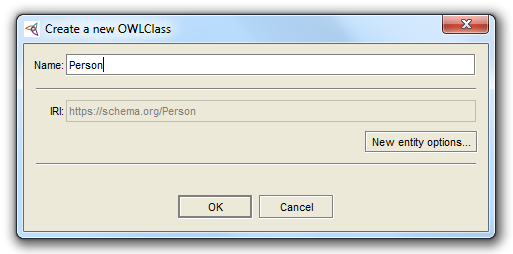 Create a new OWLClass
Name: Person
IRI: https://schema.org/Person
New entity options...
OK Cancel